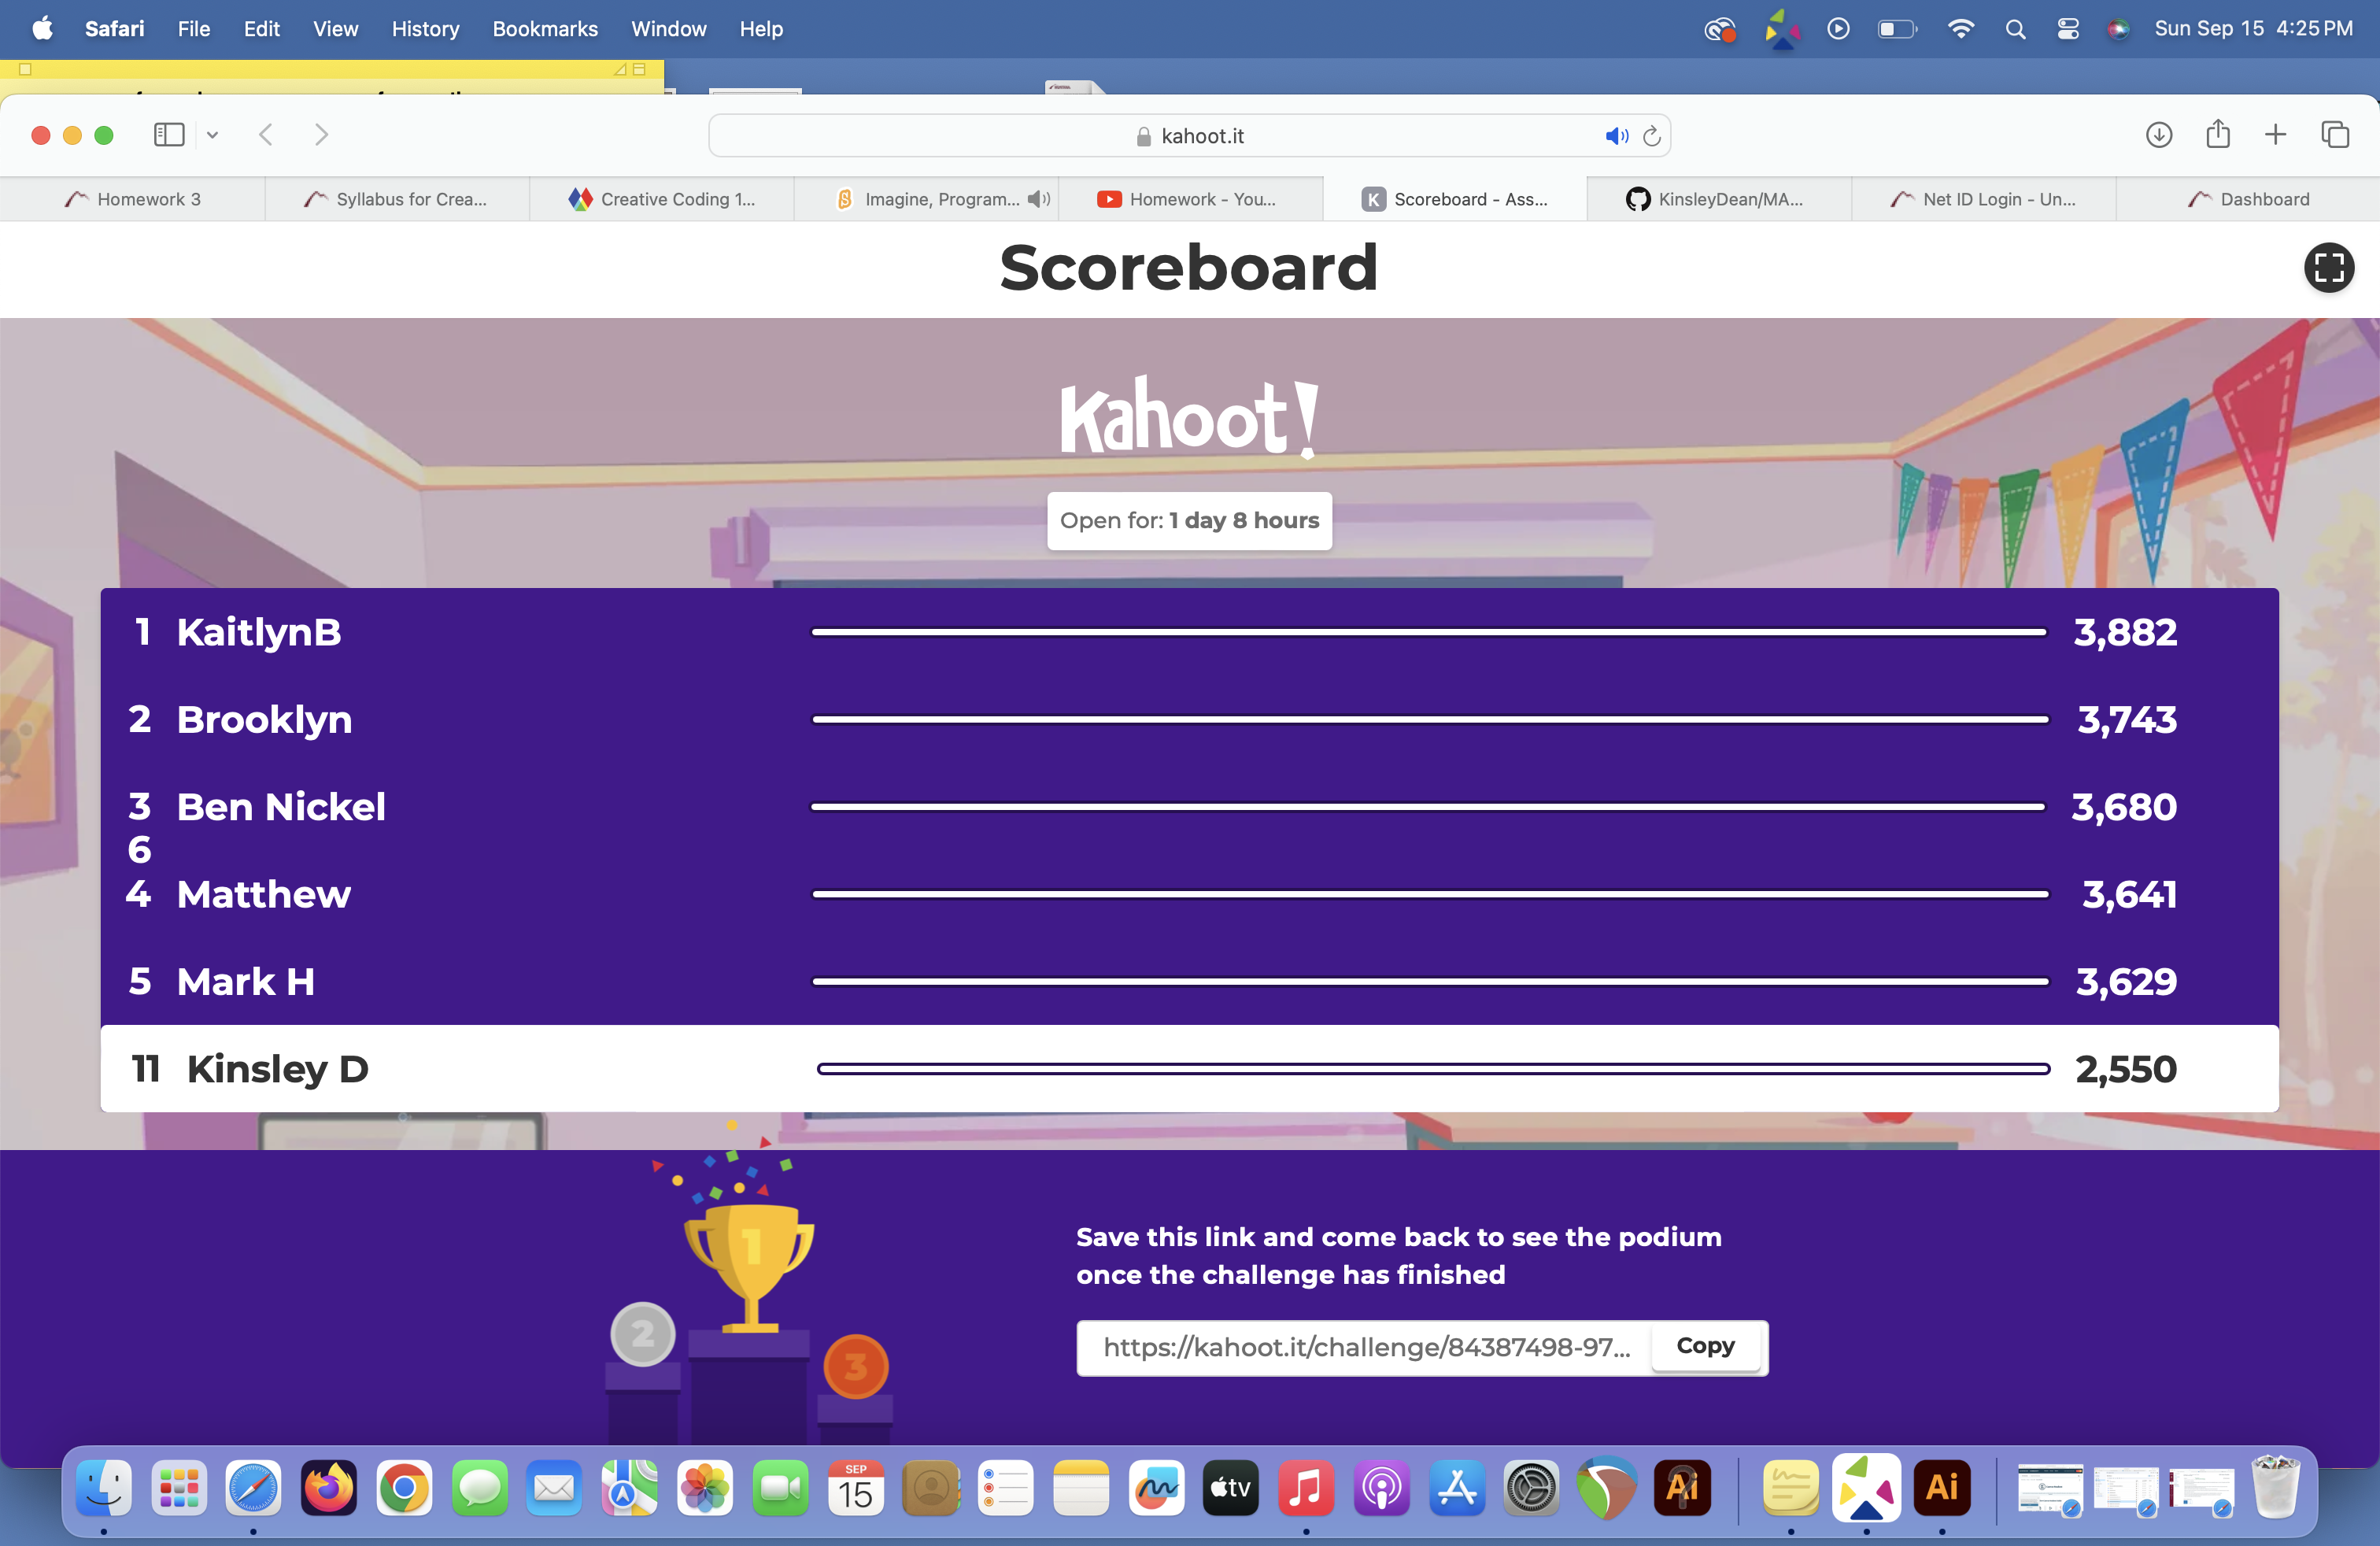 Safari File Edit View History Bookmarks Window Help Sun Sep 15 4:25 PM
kahoot.it
Homework 3
Syllabus for Crea...
Creative Coding 1...
Imagine, Program...
Homework - You...
K Scoreboard - Ass...
KinsleyDean/MA...
Net ID Login - Un...
Dashboard
Scoreboard
Kahoot!
Open for: 1 day 8 hours
1 KaitlynB 3,882
2 Brooklyn 3,743
3 Ben Nickel 3,680
6
4 Matthew 3,641
5 Mark H 3,629
11 Kinsley D 2,550
1
2
3
Save this link and come back to see the podium
once the challenge has finished
https://kahoot.it/challenge/84387498-97... Copy
SEP
15
tv
Ai
Ai